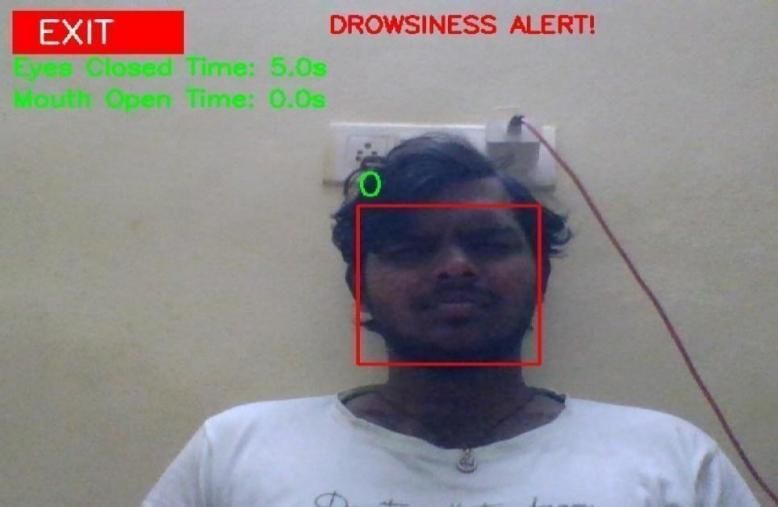 EXIT
DROWSINESS ALERT!
Eyes Closed Time: 5.0s
Mouth Open Time: 0.0s
0